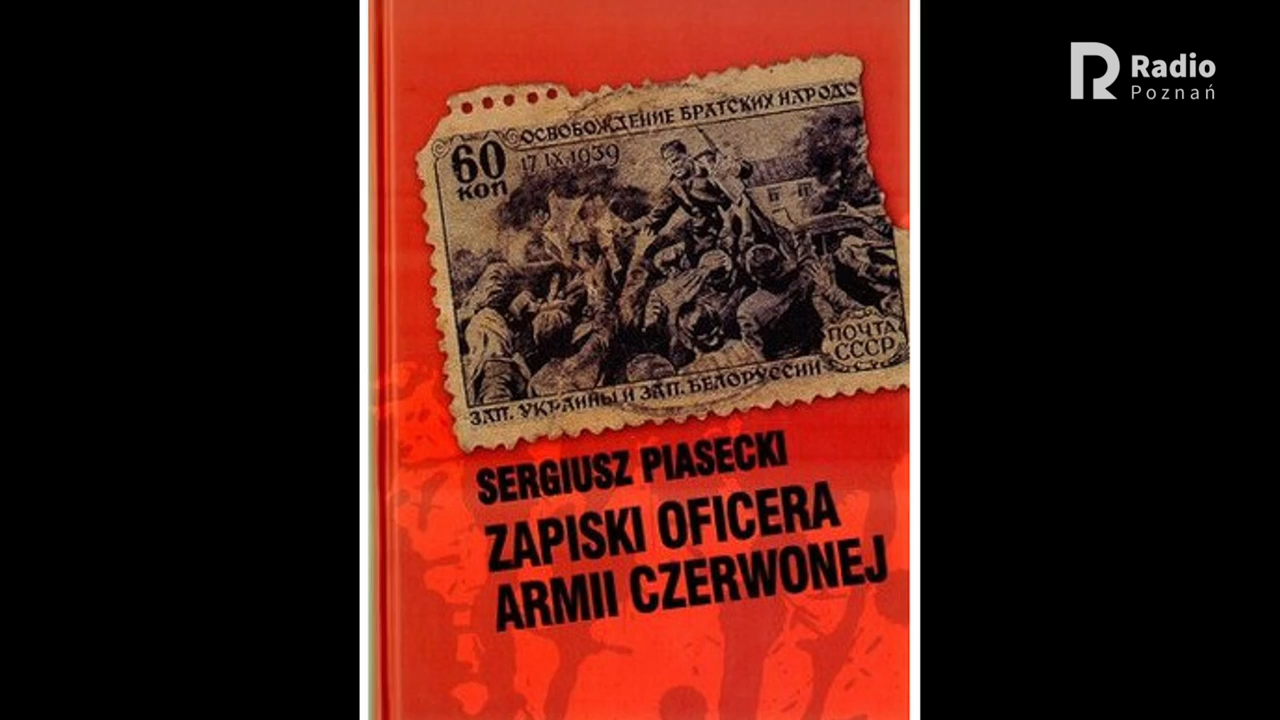 Radio
Poznań
ОСВОБОЖДЕНИЕ БРАТСКИХ НАРОДО
60
КОП
17 IX 1939
ПОЧТА
СССР
ЗАП. УКРАИНЫ И ЗАП. БЕЛОРУССИИ
SERGIUSZ PIASECKI
ZAPISKI OFICERA
ARMII CZERWONEJ